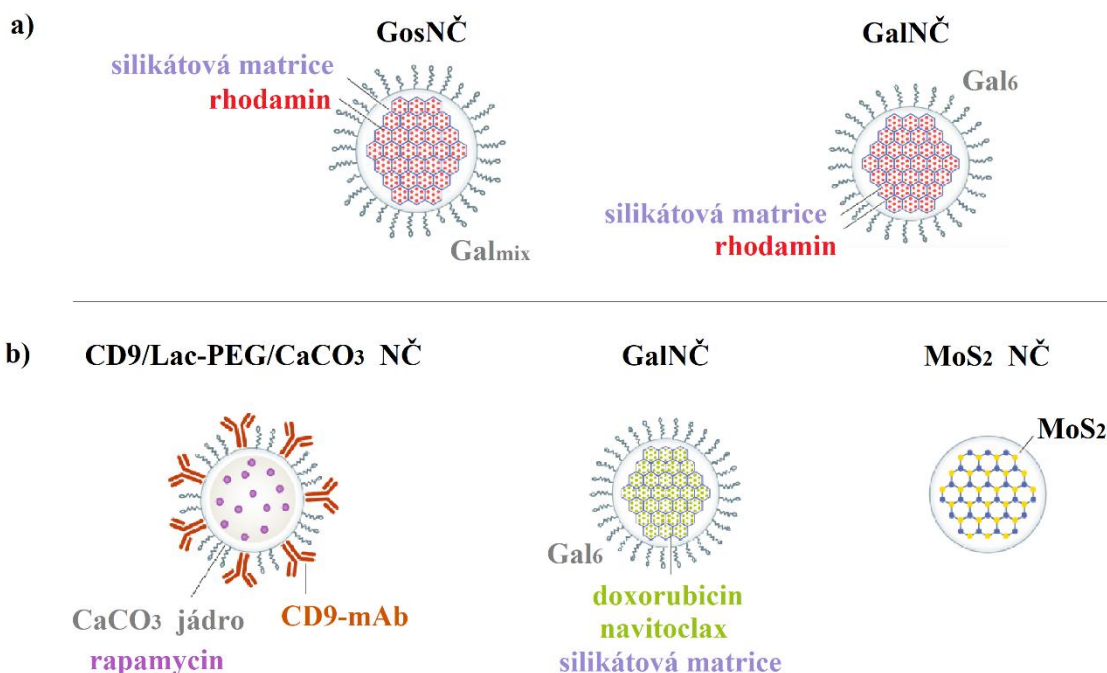 a)
GosNČ
silikátová matrice
rhodamin
Galmix
GalNČ
Gal6
silikátová matrice
rhodamin
b)
CD9/Lac-PEG/CaCO3 NČ
CaCO3 jádro
rapamycin
CD9-mAb
GalNČ
Gal6
doxorubicin
navitoclax
silikátová matrice
MoS2 NČ
MoS2